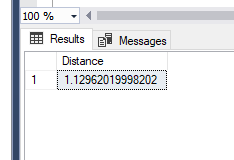 100 %
Results Messages
Distance
1 1.12962019998202